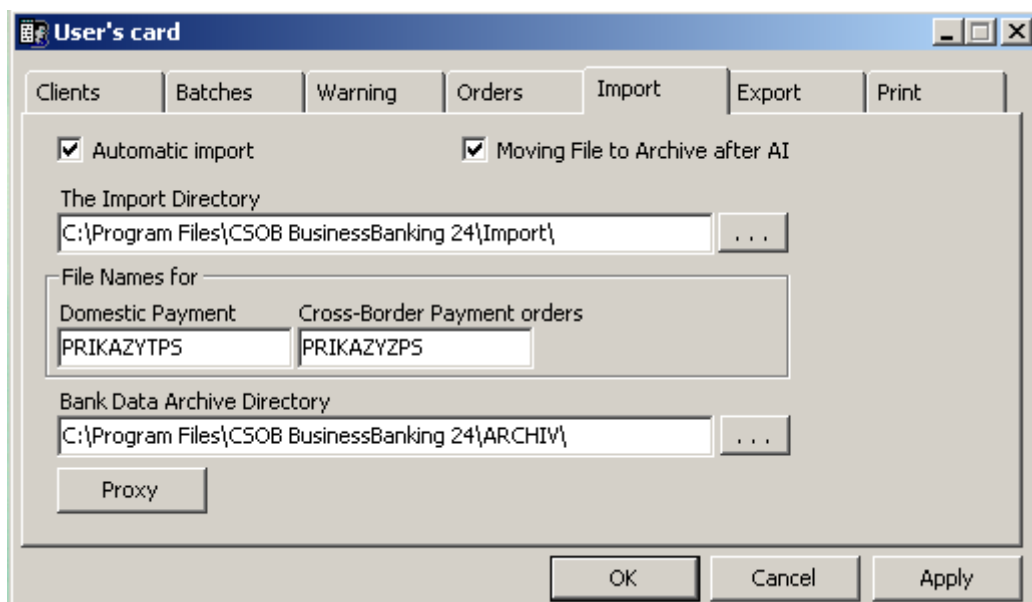 User's card
Clients Batches Warning Orders Import Export Print
Automatic import Moving File to Archive after AI
The Import Directory
C:\Program Files\CSOB BusinessBanking 24\Import\ ...
File Names for
Domestic Payment Cross-Border Payment orders
PRIKAZYTPS PRIKAZYZPS
Bank Data Archive Directory
C:\Program Files\CSOB BusinessBanking 24\ARCHIV\ ...
Proxy
OK Cancel Apply